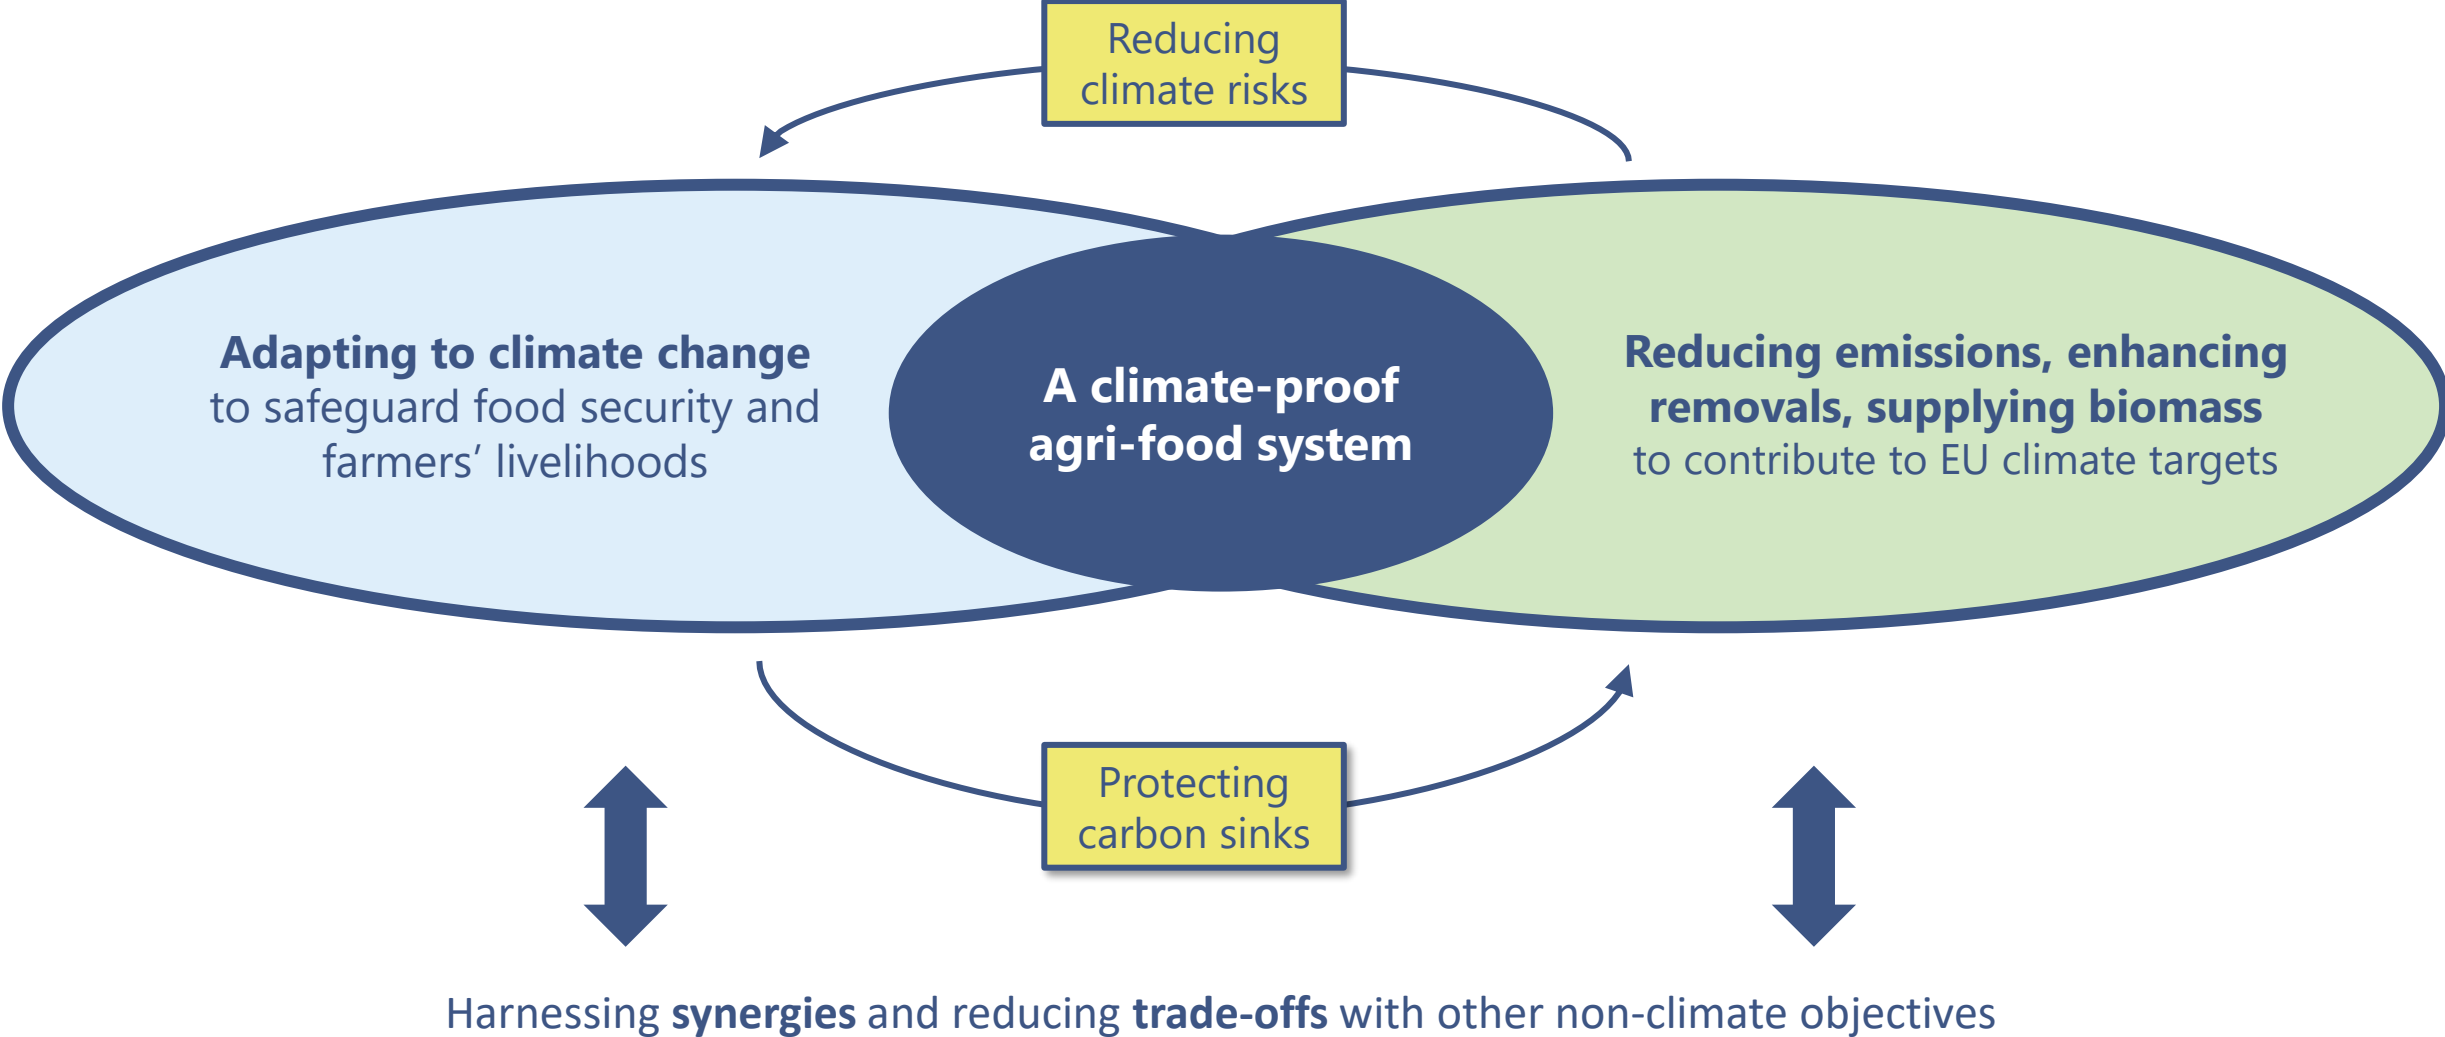 Reducing
climate risks
Adapting to climate change
to safeguard food security and
farmers’ livelihoods
A climate-proof
agri-food system
Reducing emissions, enhancing
removals, supplying biomass
to contribute to EU climate targets
Protecting
carbon sinks
Harnessing synergies and reducing trade-offs with other non-climate objectives